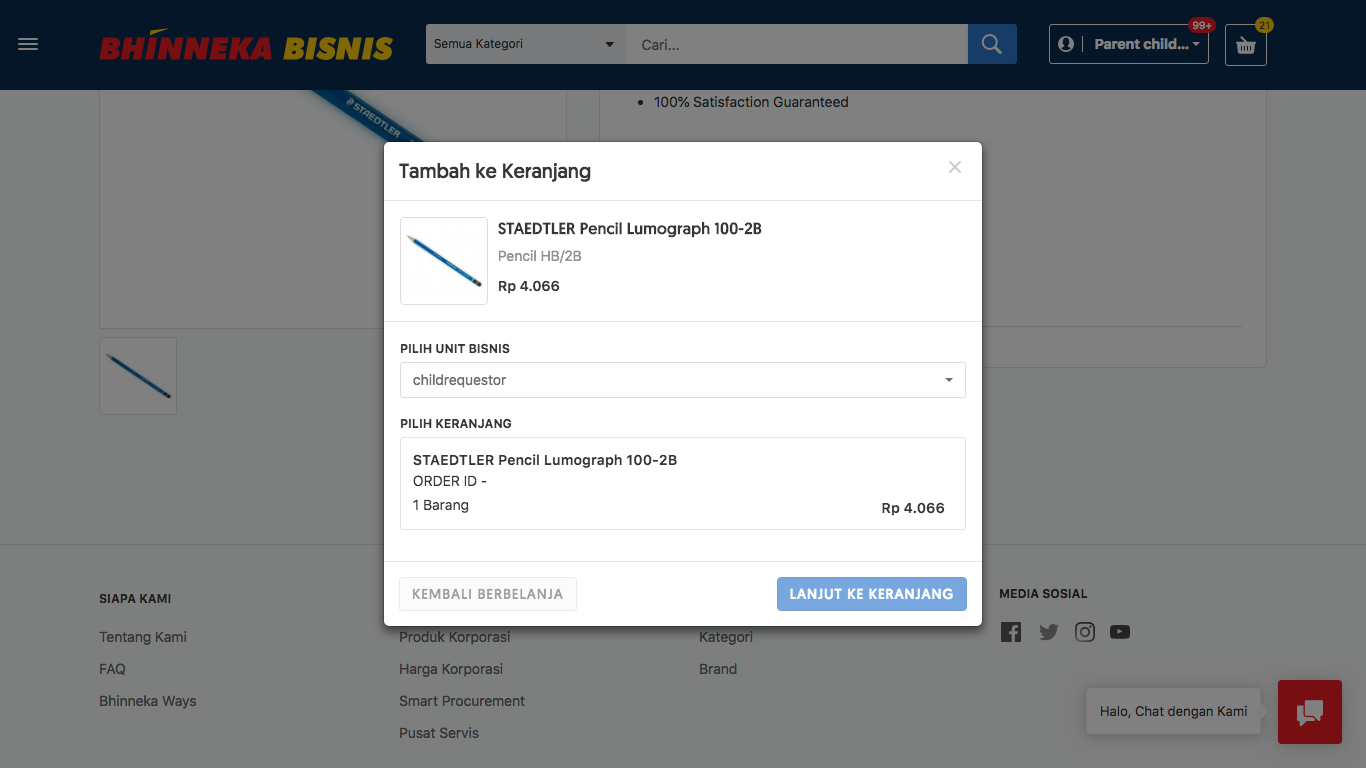 BHINNEKA BISNIS
Semua Kategori
Cari...
Parent child...
99+
21
100% Satisfaction Guaranteed
STAEDTLER
Tambah ke Keranjang
STAEDTLER Pencil Lumograph 100-2B
Pencil HB/2B
Rp 4.066
PILIH UNIT BISNIS
childrequestor
PILIH KERANJANG
STAEDTLER Pencil Lumograph 100-2B
ORDER ID -
1 Barang
Rp 4.066
KEMBALI BERBELANJA
LANJUT KE KERANJANG
SIAPA KAMI
Tentang Kami
FAQ
Bhinneka Ways
Produk Korporasi
Harga Korporasi
Smart Procurement
Pusat Servis
Kategori
Brand
MEDIA SOSIAL
Halo, Chat dengan Kami